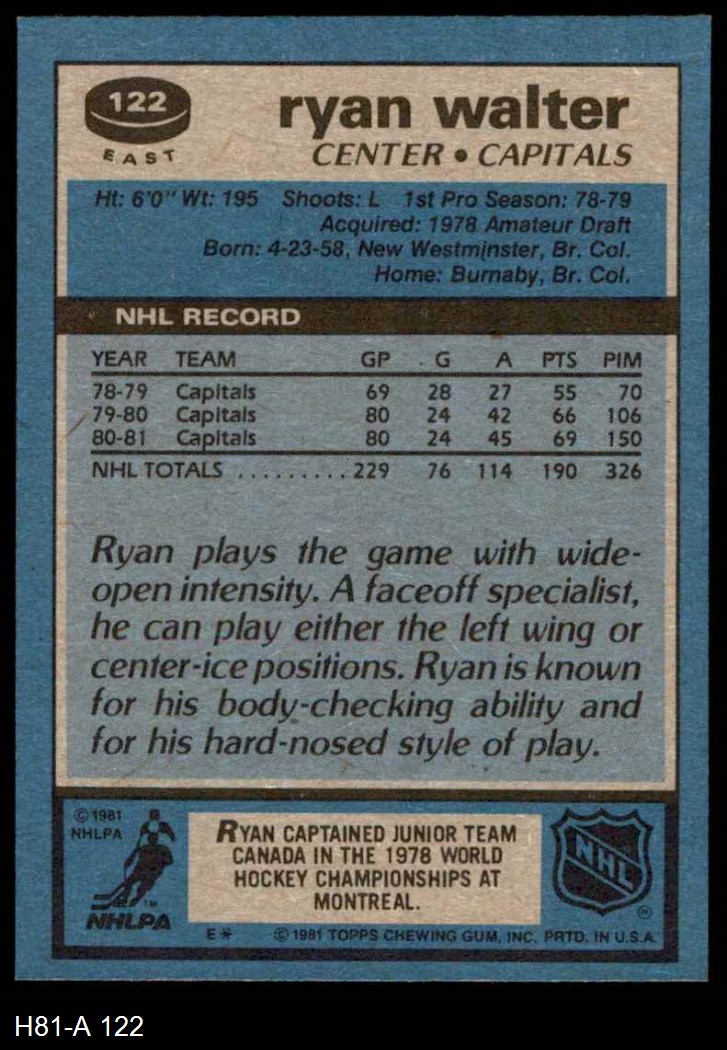 122
EAST
ryan walter
CENTER • CAPITALS
Ht: 6'0" Wt: 195 Shoots: L 1st Pro Season: 78-79
Acquired: 1978 Amateur Draft
Born: 4-23-58, New Westminster, Br. Col.
Home: Burnaby, Br. Col.
NHL RECORD
YEAR TEAM GP G A PTS PIM
78-79 Capitals 69 28 27 55 70
79-80 Capitals 80 24 42 66 106
80-81 Capitals 80 24 45 69 150
NHL TOTALS .......... 229 76 114 190 326
Ryan plays the game with wide-
open intensity. A faceoff specialist,
he can play either the left wing or
center-ice positions. Ryan is known
for his body-checking ability and
for his hard-nosed style of play.
© 1981
NHLPA
TM
NHLPA
RYAN CAPTAINED JUNIOR TEAM
CANADA IN THE 1978 WORLD
HOCKEY CHAMPIONSHIPS AT
MONTREAL.
NHL
E* © 1981 TOPPS CHEWING GUM, INC. PRTD. IN U.S.A.
H81-A 122